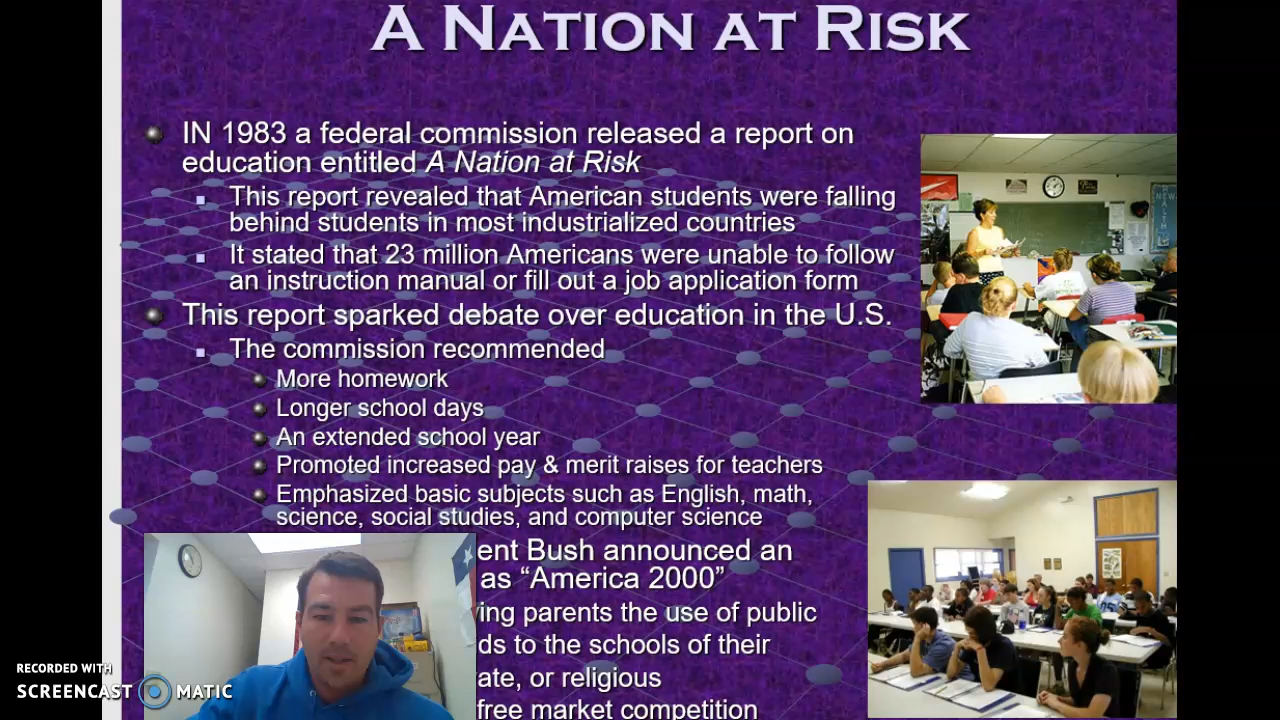 A NATION AT RISK
IN 1983 a federal commission released a report on
education entitled A Nation at Risk
This report revealed that American students were falling
behind students in most industrialized countries
It stated that 23 million Americans were unable to follow
an instruction manual or fill out a job application form
This report sparked debate over education in the U.S.
The commission recommended
More homework
Longer school days
An extended school year
Promoted increased pay & merit raises for teachers
Emphasized basic subjects such as English, math,
science, social studies, and computer science
ent Bush announced an
as “America 2000”
ing parents the use of public
ds to the schools of their
ate, or religious
free market competition
RECORDED WITH
SCREENCAST MATIC